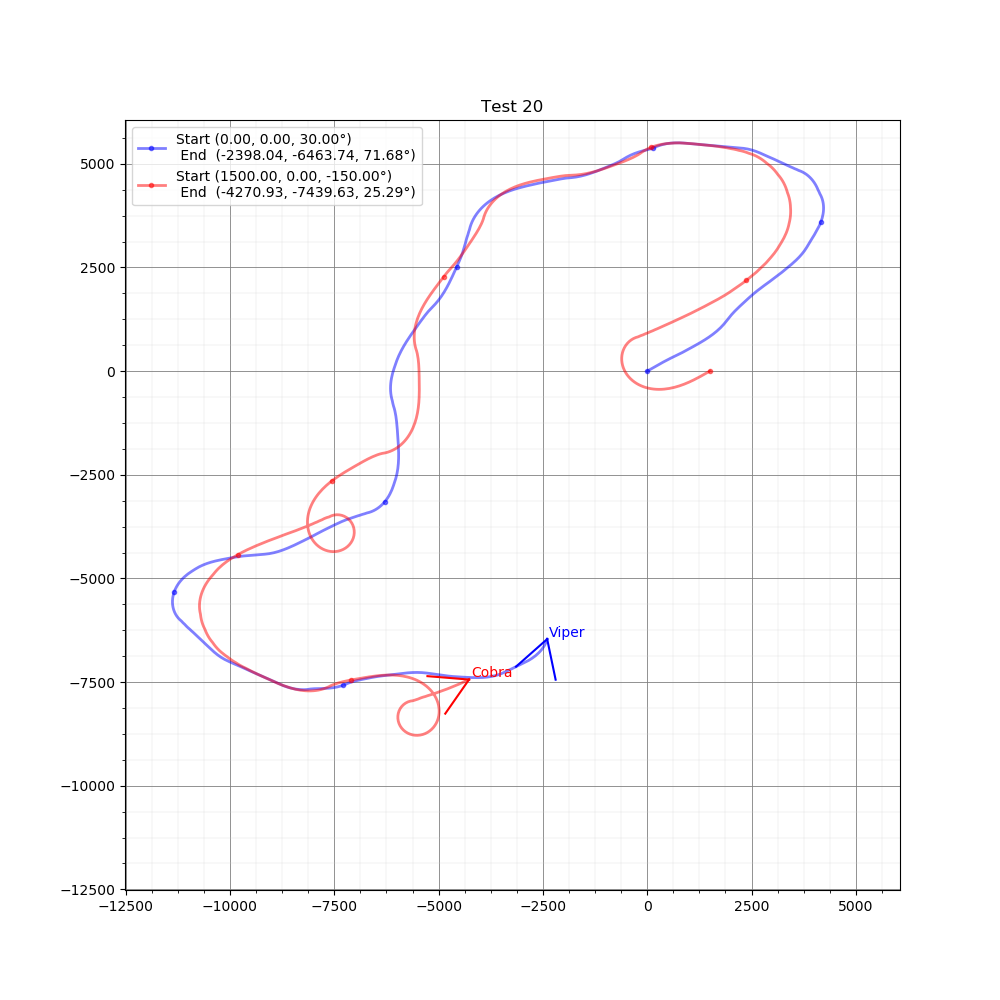 Test 20
Start (0.00, 0.00, 30.00°)
End  (-2398.04, -6463.74, 71.68°)
Start (1500.00, 0.00, -150.00°)
End  (-4270.93, -7439.63, 25.29°)
5000
2500
0
−2500
−5000
−7500
−10000
−12500
Viper
Cobra
−12500 −10000 −7500 −5000 −2500 0 2500 5000